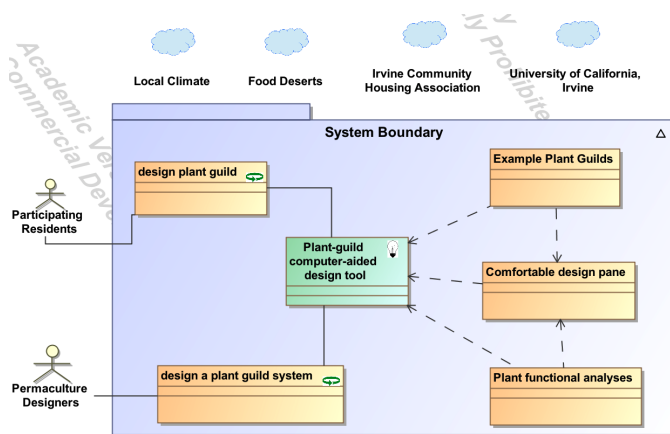 Local Climate
Food Deserts
Irvine Community
Housing Association
University of California,
Irvine
Academic Ver
Commercial Deve
y
ly Prohibite
System Boundary
design plant guild
Example Plant Guilds
Participating
Residents
Plant-guild
computer-aided
design tool
Comfortable design pane
design a plant guild system
Plant functional analyses
Permaculture
Designers